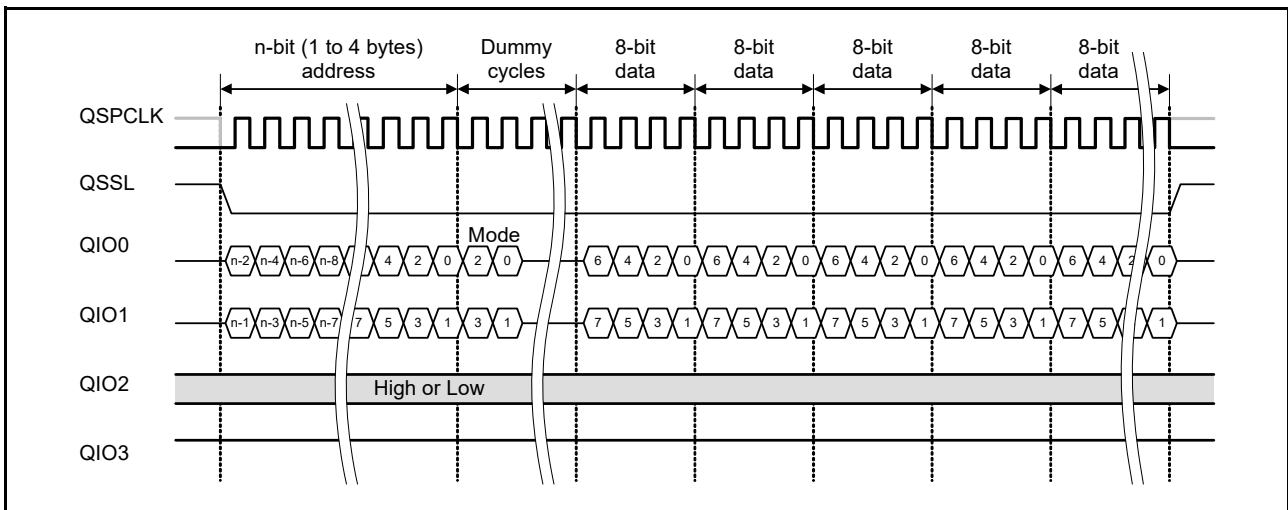 n-bit (1 to 4 bytes) address
Dummy cycles
8-bit data
8-bit data
8-bit data
8-bit data
8-bit data
QSPCLK
QSSL
Mode
QIO0 n-2 n-4 n-6 n-8 4 2 0 2 0 6 4 2 0 6 4 2 0 6 4 2 0 6 4 2 0 6 4 2 0
QIO1 n-1 n-3 n-5 n-7 7 5 3 1 3 1 7 5 3 1 7 5 3 1 7 5 3 1 7 5 3 1 7 5 1
QIO2 High or Low
QIO3